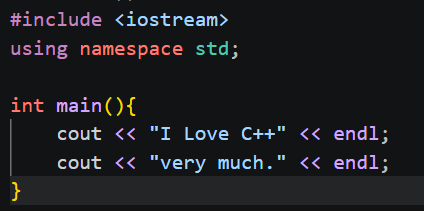 #include <iostream>
using namespace std;
int main(){
    cout << "I Love C++" << endl;
    cout << "very much." << endl;
}